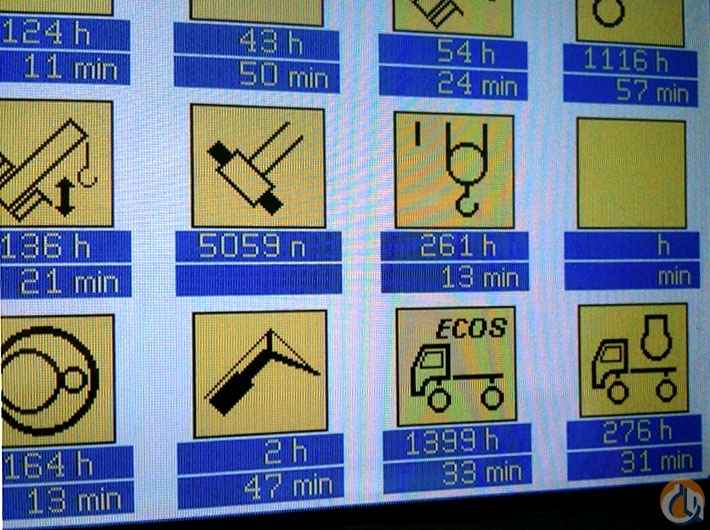 124 h
11 min
43 h
50 min
54 h
24 min
1116 h
57 min
136 h
21 min
5059 n
261 h
13 min
h
min
164 h
13 min
2 h
47 min
ECOS
1399 h
33 min
276 h
31 min